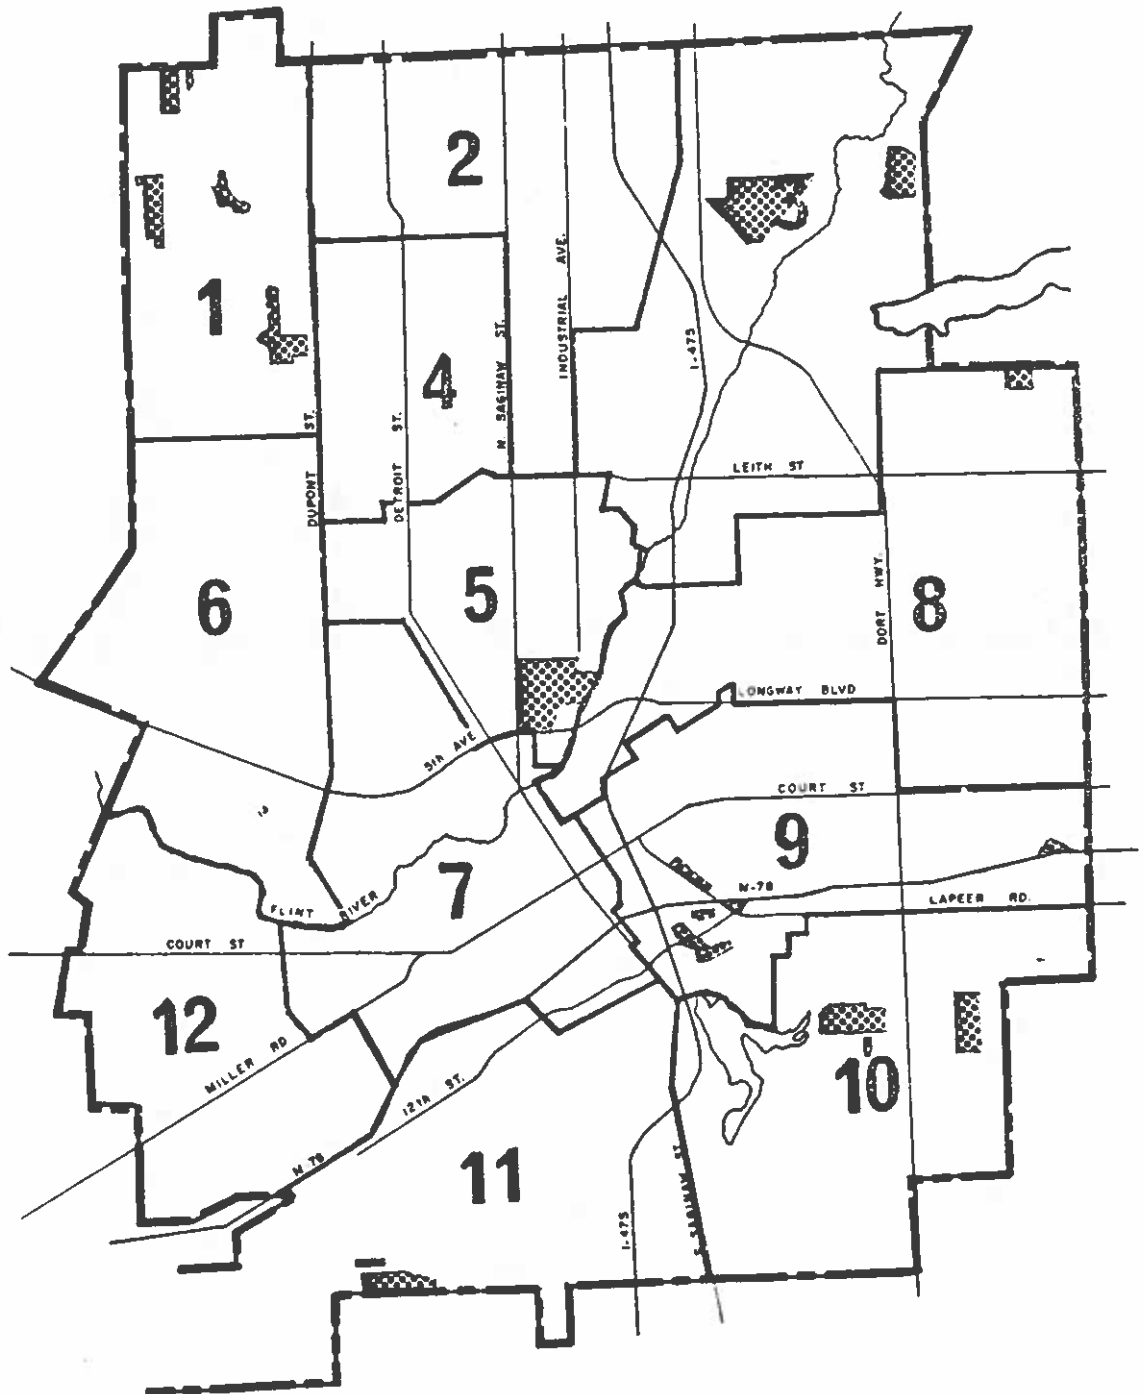 2
1
INDUSTRIAL AVE.
N. SAGINAW ST.
I-475
4
DUPONT ST.
DETROIT ST.
LEITH ST
6
5
DORT HWY.
8
LONGWAY BLVD
5TH AVE
COURT ST
9
7
M-78
FLINT RIVER
LAPEER RD.
COURT ST
12
MILLER RD
12TH ST.
10
M-78
11
I-475
S. SAGINAW ST.